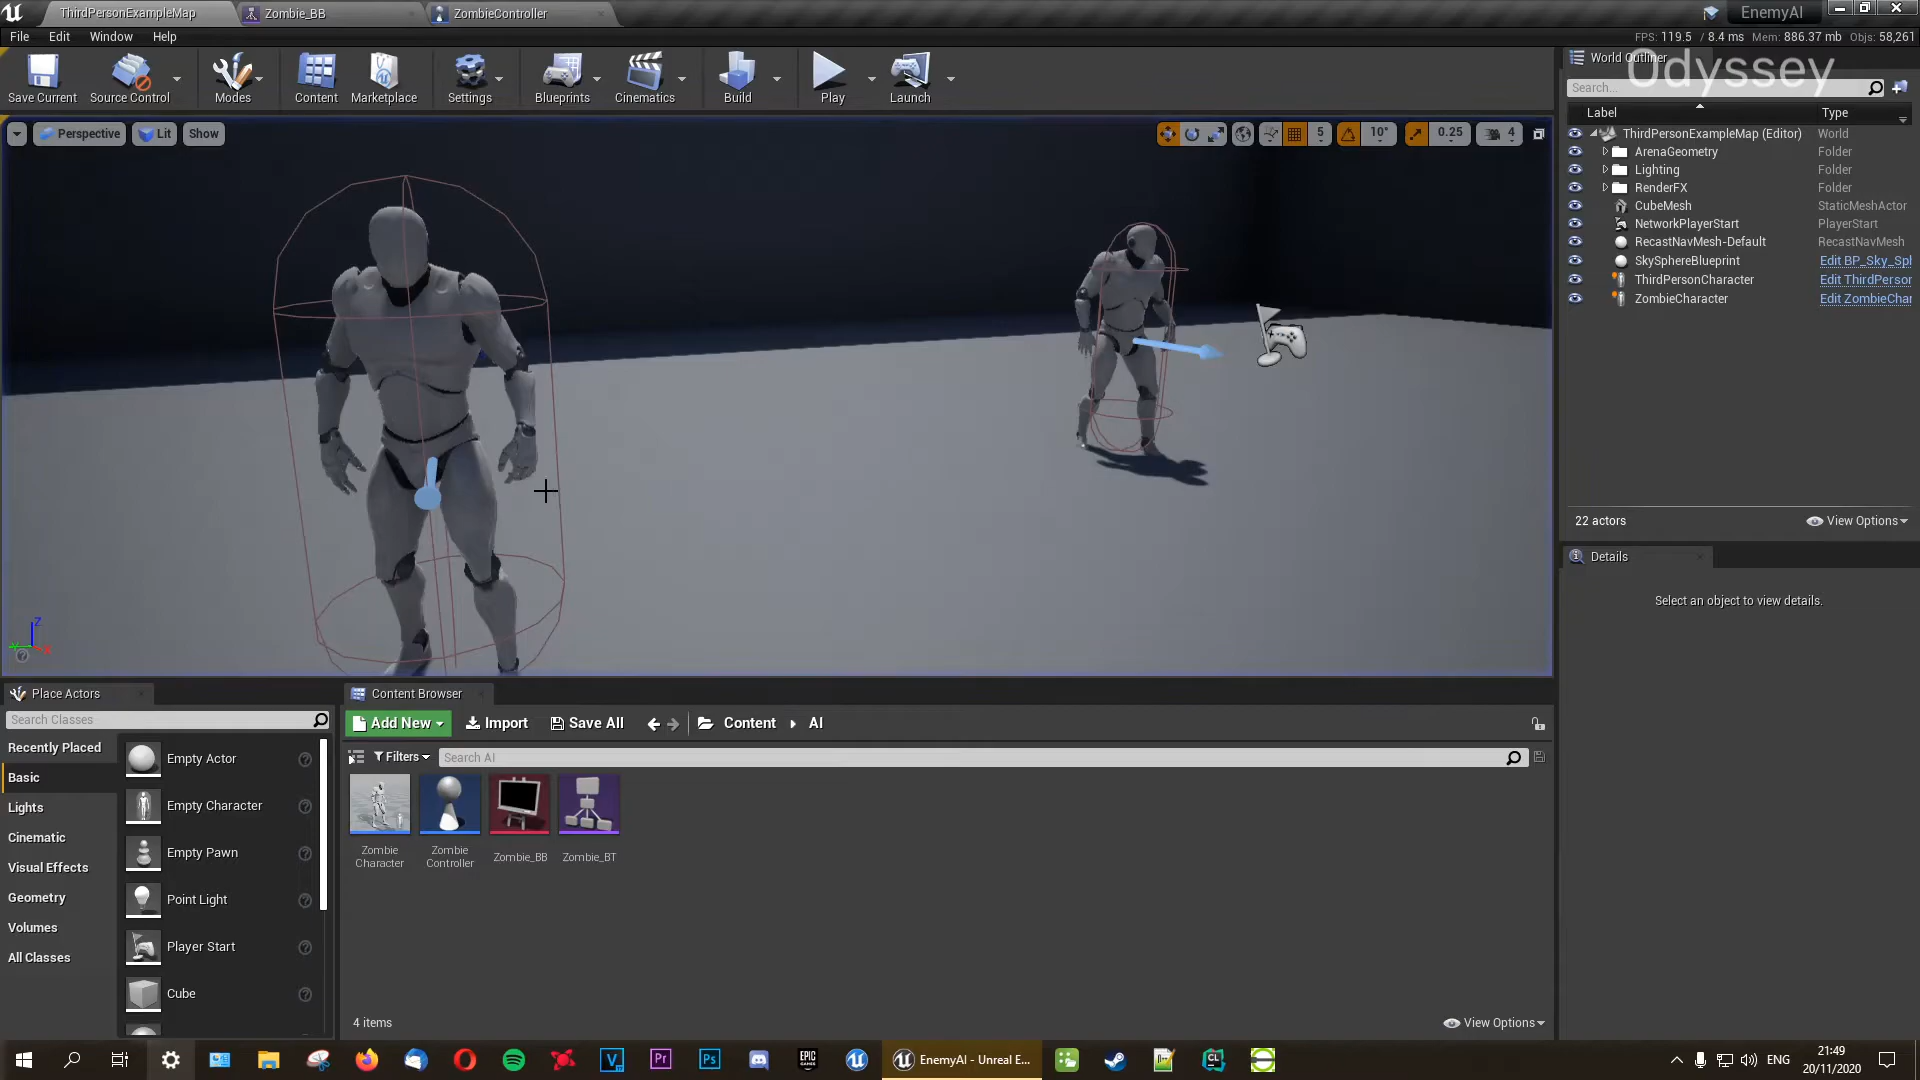 ThirdPersonExampleMap
Zombie_BB
ZombieController
EnemyAI
File Edit Window Help
FPS: 119.5 / 8.4 ms Mem: 886.37 mb Objs: 58,261
Save Current
Source Control
Modes
Content
Marketplace
Settings
Blueprints
Cinematics
Build
Play
Launch
World Outliner
Odyssey
Search...
Label
Type
Perspective
Lit
Show
5
10°
0.25
4
ThirdPersonExampleMap (Editor) World
ArenaGeometry Folder
Lighting Folder
RenderFX Folder
CubeMesh StaticMeshActor
NetworkPlayerStart PlayerStart
RecastNavMesh-Default RecastNavMesh
SkySphereBlueprint Edit BP_Sky_Sph
ThirdPersonCharacter Edit ThirdPerson
ZombieCharacter Edit ZombieChar
22 actors
View Options
Details
Select an object to view details.
Z
Place Actors
Search Classes
Recently Placed
Basic
Lights
Cinematic
Visual Effects
Geometry
Volumes
All Classes
Empty Actor
Empty Character
Empty Pawn
Point Light
Player Start
Cube
Content Browser
Add New
Import
Save All
Content
AI
Filters
Search AI
Zombie
Character
Zombie
Controller
Zombie_BB
Zombie_BT
4 items
View Options
EnemyAI - Unreal E...
ENG
21:49
20/11/2020